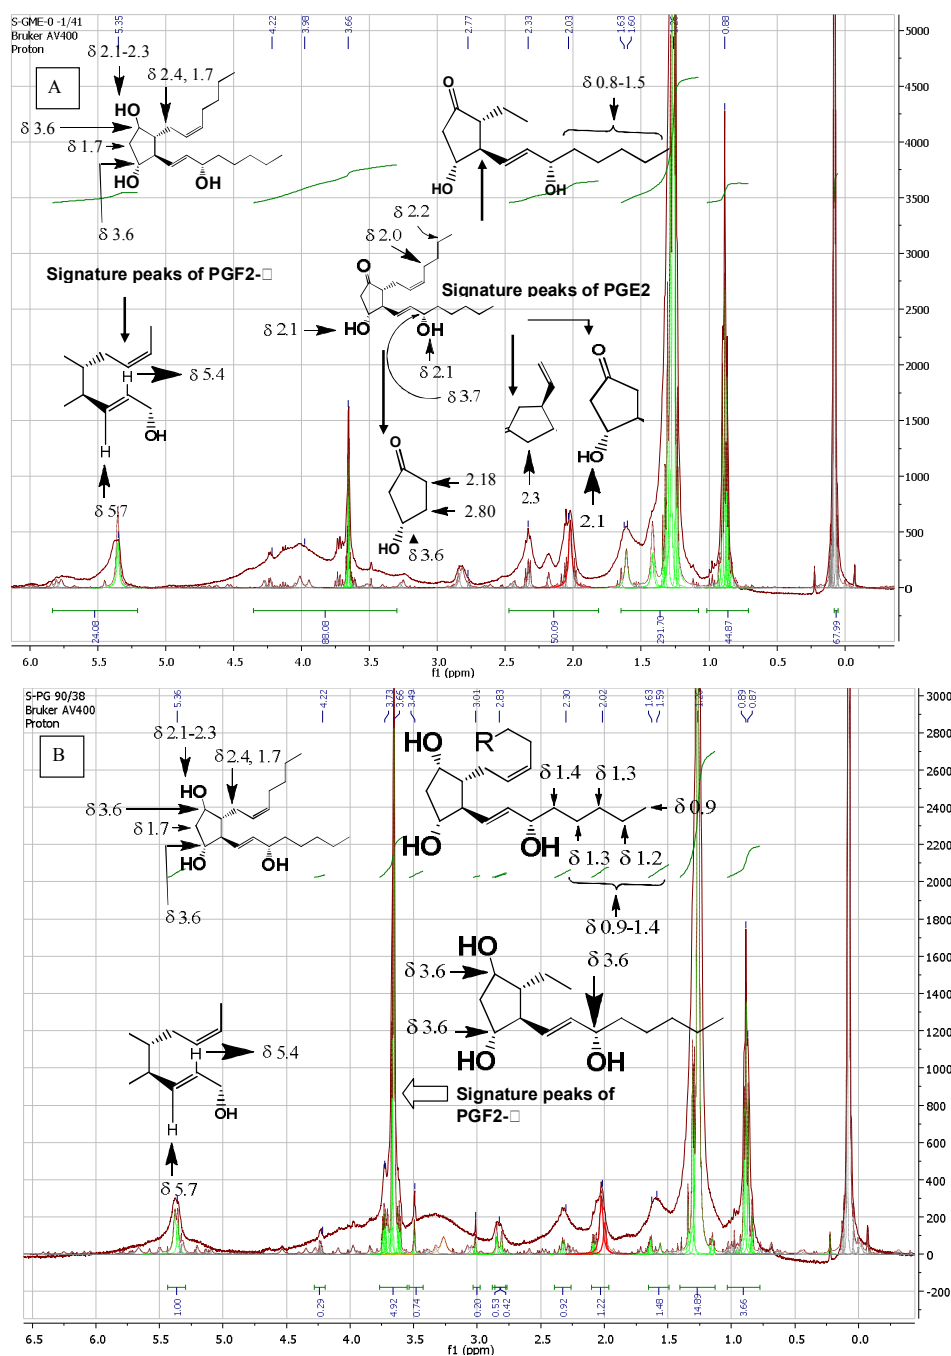 S-GME-0 -1/41
Bruker AV400
Proton
A
5.35
4.22
3.98
3.66
2.77
2.33
2.03
1.63
1.60
0.88
δ 2.1-2.3
δ 2.4, 1.7
HO
δ 3.6
δ 1.7
HO
OH
δ 3.6
O
δ 0.8-1.5
HO
OH
δ 2.2
δ 2.0
O
Signature peaks of PGF2-□
Signature peaks of PGE2
δ 2.1
HO
OH
δ 2.1
δ 3.7
H
δ 5.4
OH
H
δ 5.7
O
2.18
2.80
HO
δ 3.6
2.3
O
HO
2.1
5000
4500
4000
3500
3000
2500
2000
1500
1000
500
0
24.08
88.08
50.09
291.70
44.87
67.99
6.0 5.5 5.0 4.5 4.0 3.5 3.0 2.5 2.0 1.5 1.0 0.5 0.0
f1 (ppm)
S-PG 90/38
Bruker AV400
Proton
B
5.36
4.22
3.73
3.66
3.49
3.01
2.83
2.30
2.02
1.63
1.59
0.89
0.87
δ 2.1-2.3
δ 2.4, 1.7
HO
δ 3.6
δ 1.7
HO
OH
δ 3.6
HO
R
δ 1.4
δ 1.3
δ 0.9
HO
OH
δ 1.3
δ 1.2
δ 0.9-1.4
HO
δ 3.6
δ 3.6
δ 3.6
HO
OH
H
δ 5.4
OH
H
δ 5.7
Signature peaks of
PGF2-□
3000
2800
2600
2400
2200
2000
1800
1600
1400
1200
1000
800
600
400
200
0
-200
1.00
0.29
4.92
0.74
0.20
0.53
0.42
0.92
1.22
1.48
14.89
3.66
6.5 6.0 5.5 5.0 4.5 4.0 3.5 3.0 2.5 2.0 1.5 1.0 0.5 0.0
f1 (ppm)